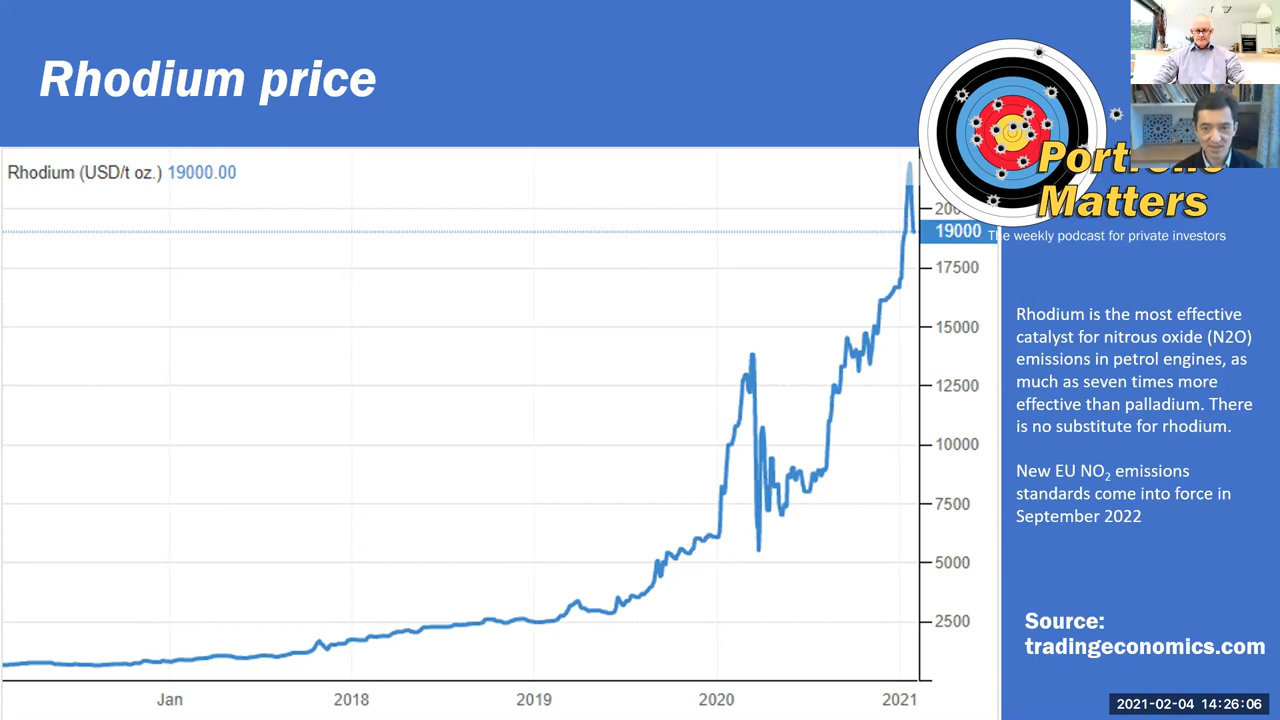 Rhodium price
Rhodium (USD/t oz.) 19000.00
Matters
The weekly podcast for private investors
19000
17500
15000
12500
10000
7500
5000
2500
Jan
2018
2019
2020
2021
Rhodium is the most effective
catalyst for nitrous oxide (N2O)
emissions in petrol engines, as
much as seven times more
effective than palladium. There
is no substitute for rhodium.
New EU NO₂ emissions
standards come into force in
September 2022
Source:
tradingeconomics.com
2021-02-04 14:26:06